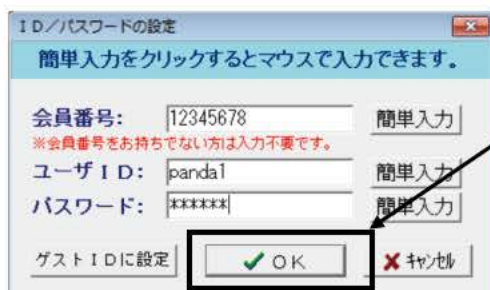 ID／パスワードの設定
簡単入力をクリックするとマウスで入力できます。
会員番号: 12345678 簡単入力
※会員番号をお持ちでない方は入力不要です。
ユーザID: panda1 簡単入力
パスワード: ****** 簡単入力
ゲストIDに設定 OK キャンセル